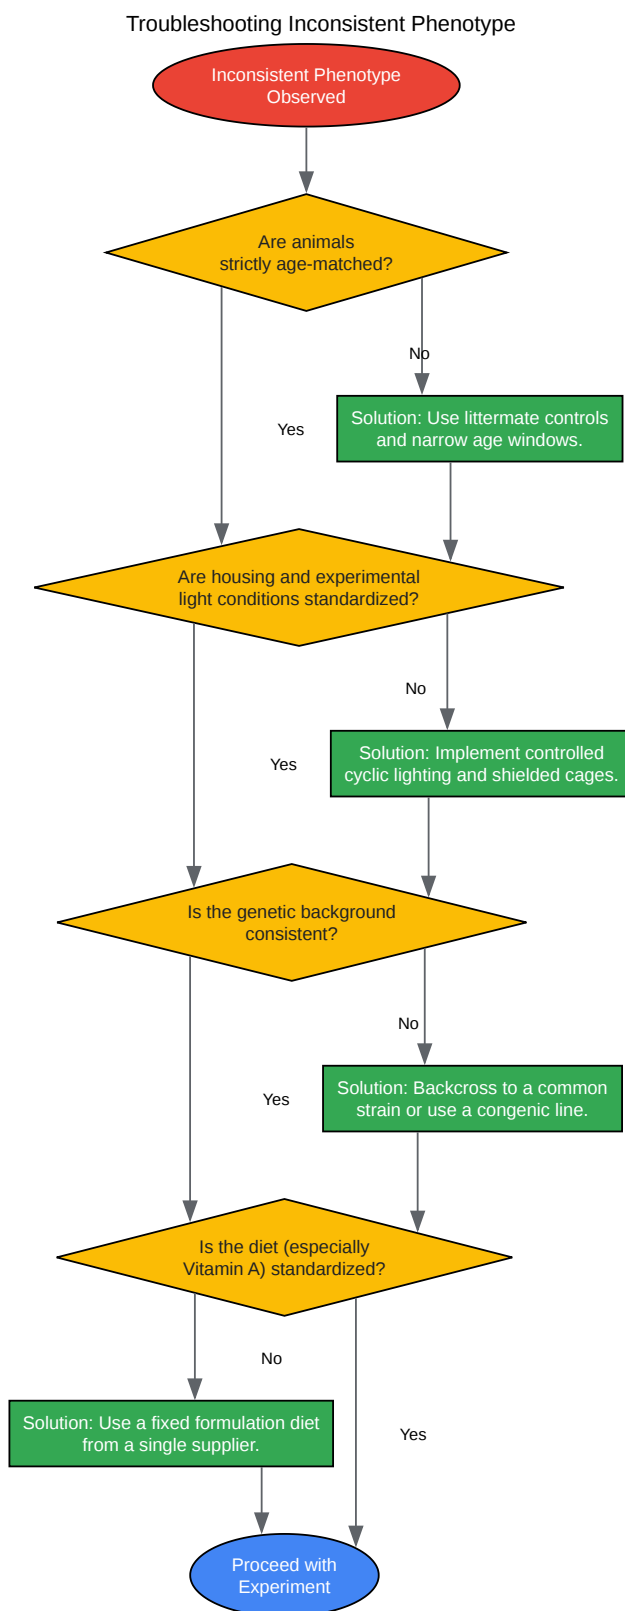 Troubleshooting Inconsistent Phenotype
Inconsistent Phenotype
Observed
Are animals
strictly age-matched?
No
Yes
Solution: Use littermate controls
and narrow age windows.
Are housing and experimental
light conditions standardized?
No
Yes
Solution: Implement controlled
cyclic lighting and shielded cages.
Is the genetic background
consistent?
No
Yes
Solution: Backcross to a common
strain or use a congenic line.
Is the diet (especially
Vitamin A) standardized?
No
Solution: Use a fixed formulation diet
from a single supplier.
Yes
Proceed with
Experiment